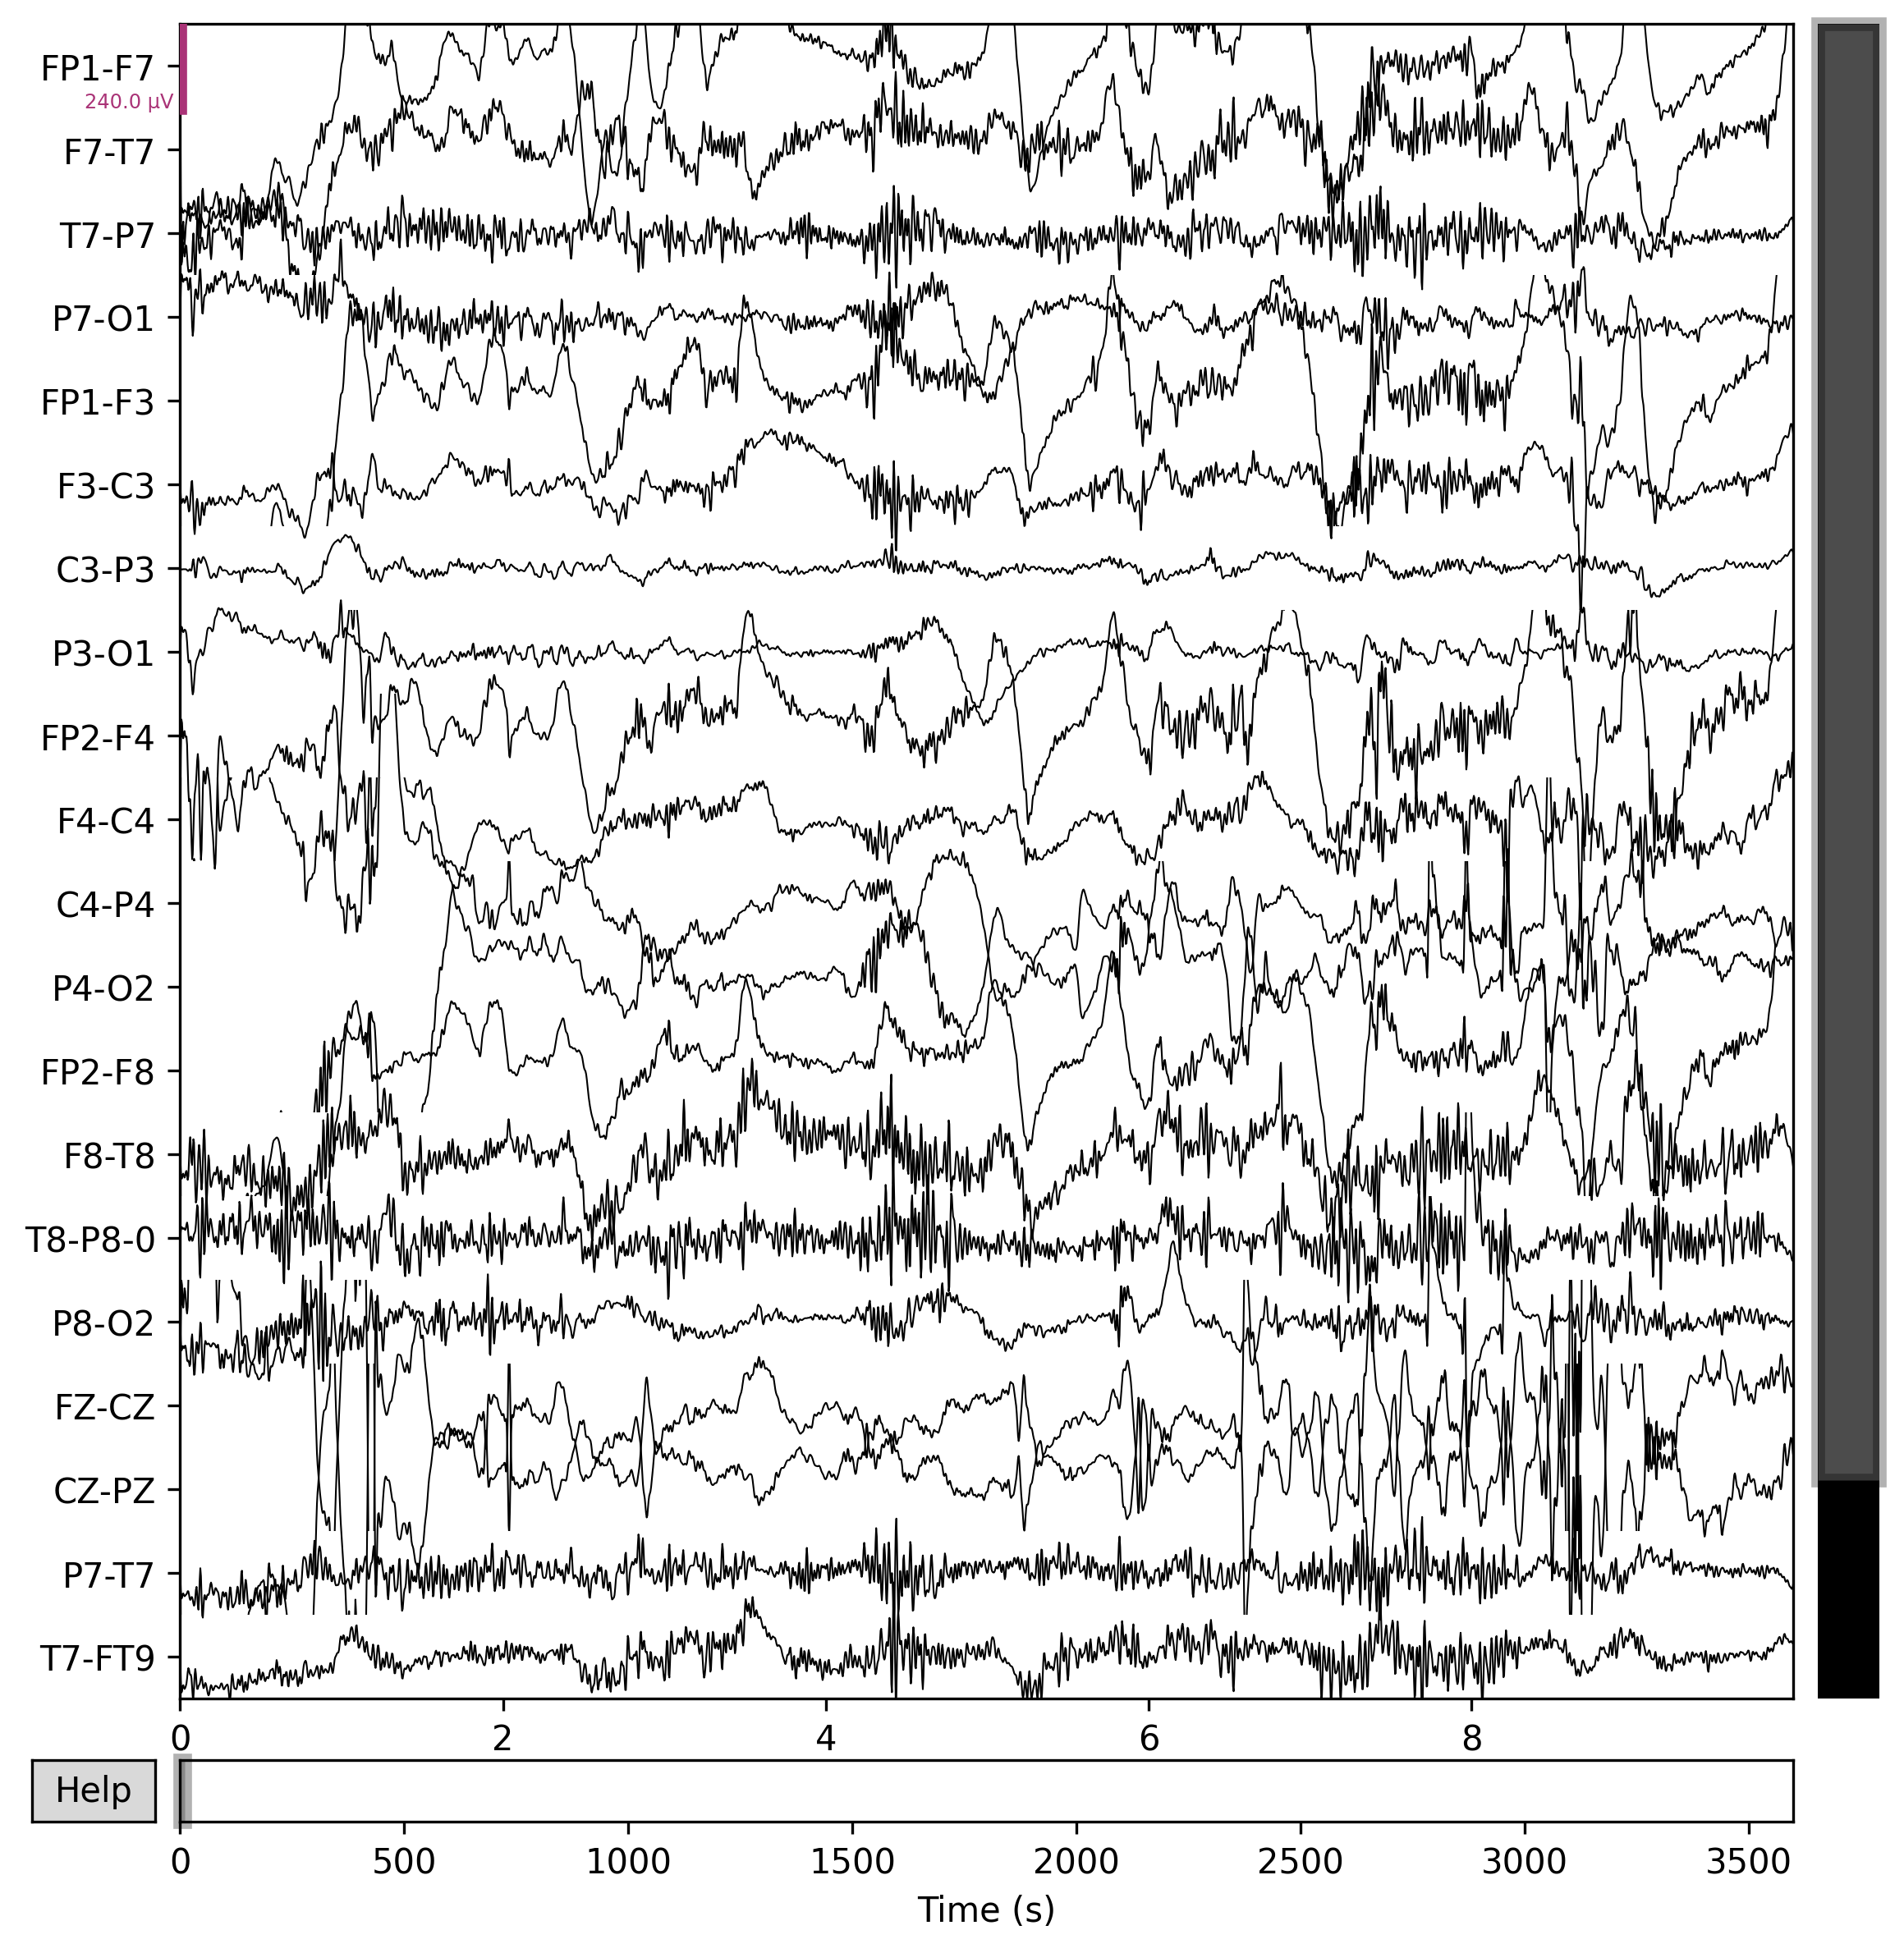 FP1-F7
240.0 µV
F7-T7
T7-P7
P7-O1
FP1-F3
F3-C3
C3-P3
P3-O1
FP2-F4
F4-C4
C4-P4
P4-O2
FP2-F8
F8-T8
T8-P8-0
P8-O2
FZ-CZ
CZ-PZ
P7-T7
T7-FT9
0 2 4 6 8
Help
0 500 1000 1500 2000 2500 3000 3500
Time (s)